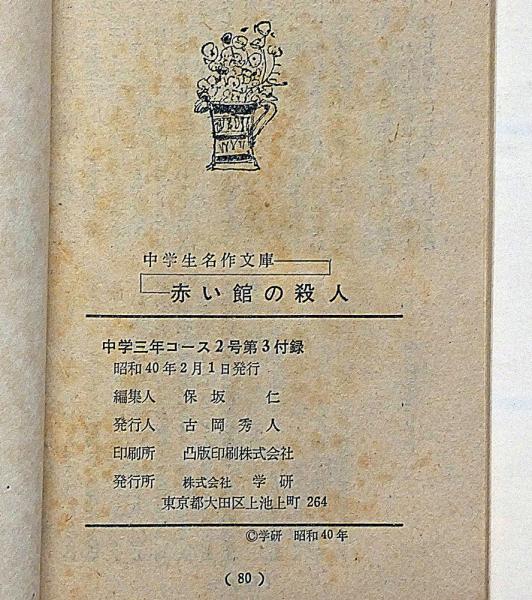 中学生名作文庫
赤い館の殺人
中学三年コース2号第3付録
昭和40年2月1日発行
編集人 保坂 仁
発行人 古岡秀人
印刷所 凸版印刷株式会社
発行所 株式会社 学研
東京都大田区上池上町 264
©学研 昭和40年
(80)